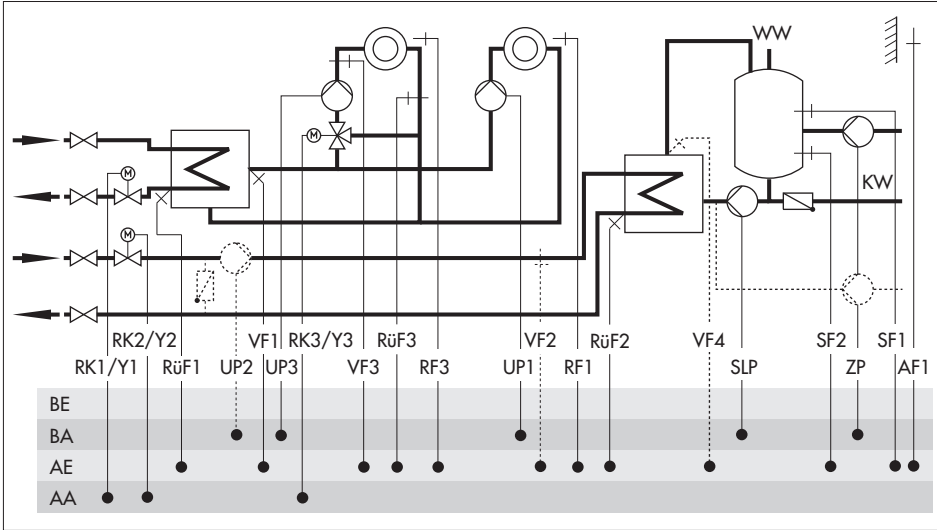 WW
M
M
KW
M
RK2/Y2 VF1 RK3/Y3 RüF3 VF2 RüF2 VF4 SF2 SF1
RK1/Y1 RüF1 UP2 UP3 VF3 RF3 UP1 RF1 SLP ZP AF1
BE
BA
AE
AA